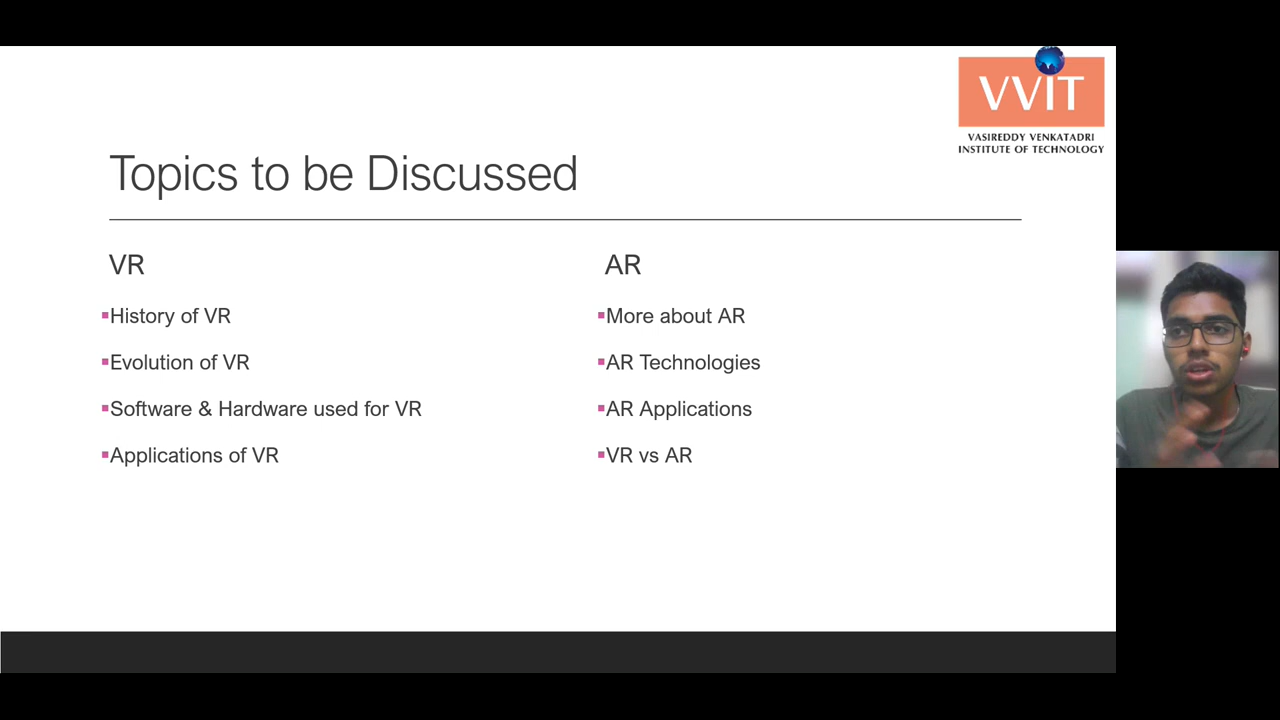 VVIT
VASIREDDY VENKATADRI
INSTITUTE OF TECHNOLOGY
Topics to be Discussed
VR
▪History of VR
▪Evolution of VR
▪Software & Hardware used for VR
▪Applications of VR
AR
▪More about AR
▪AR Technologies
▪AR Applications
▪VR vs AR